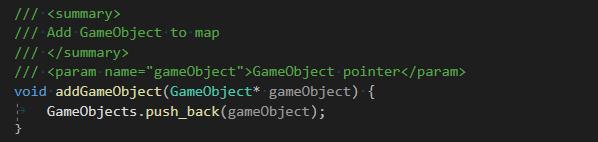 /// <summary>
/// Add GameObject to map
/// </summary>
/// <param name="gameObject">GameObject pointer</param>
void addGameObject(GameObject* gameObject) {
    GameObjects.push_back(gameObject);
}